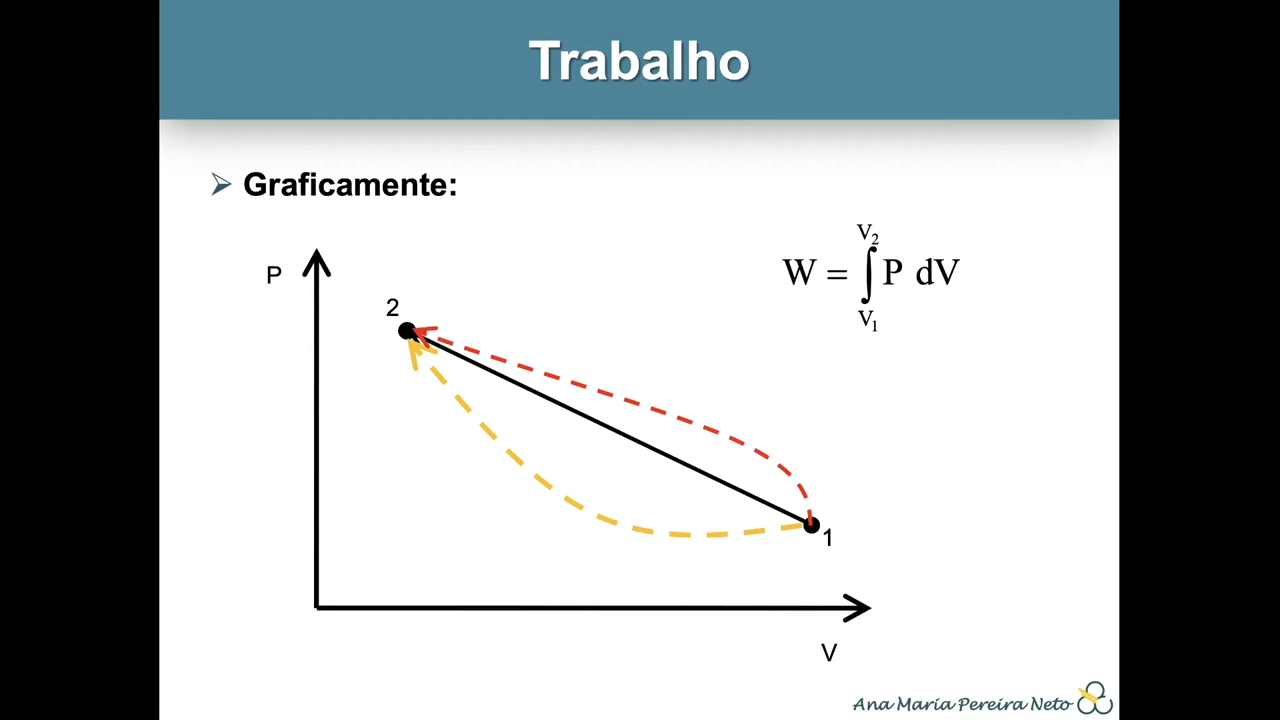 Trabalho
➢ Graficamente:
W = ∫ P dV
V₂
V₁
P
2
1
V
Ana Maria Pereira Neto